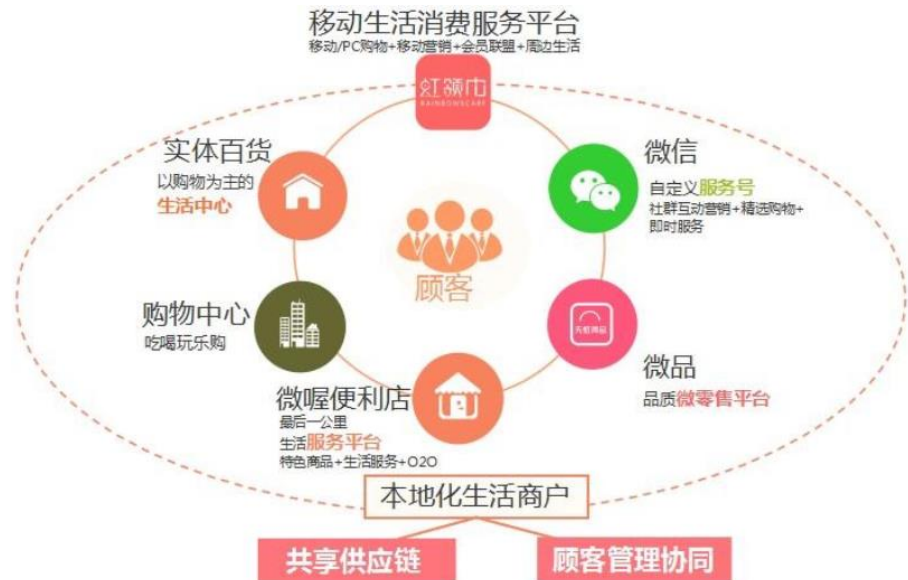 移动生活消费服务平台
移动/PC购物+移动营销+会员联盟+周边生活
虹领巾
RAINBOWSCARF
实体百货
以购物为主的
生活中心
微信
自定义服务号
社群互动营销+精选购物+
即时服务
顾客
购物中心
吃喝玩乐购
天虹微品
微品
品质微零售平台
微喔便利店
最后一公里
生活服务平台
特色商品+生活服务+O2O
本地化生活商户
共享供应链
顾客管理协同